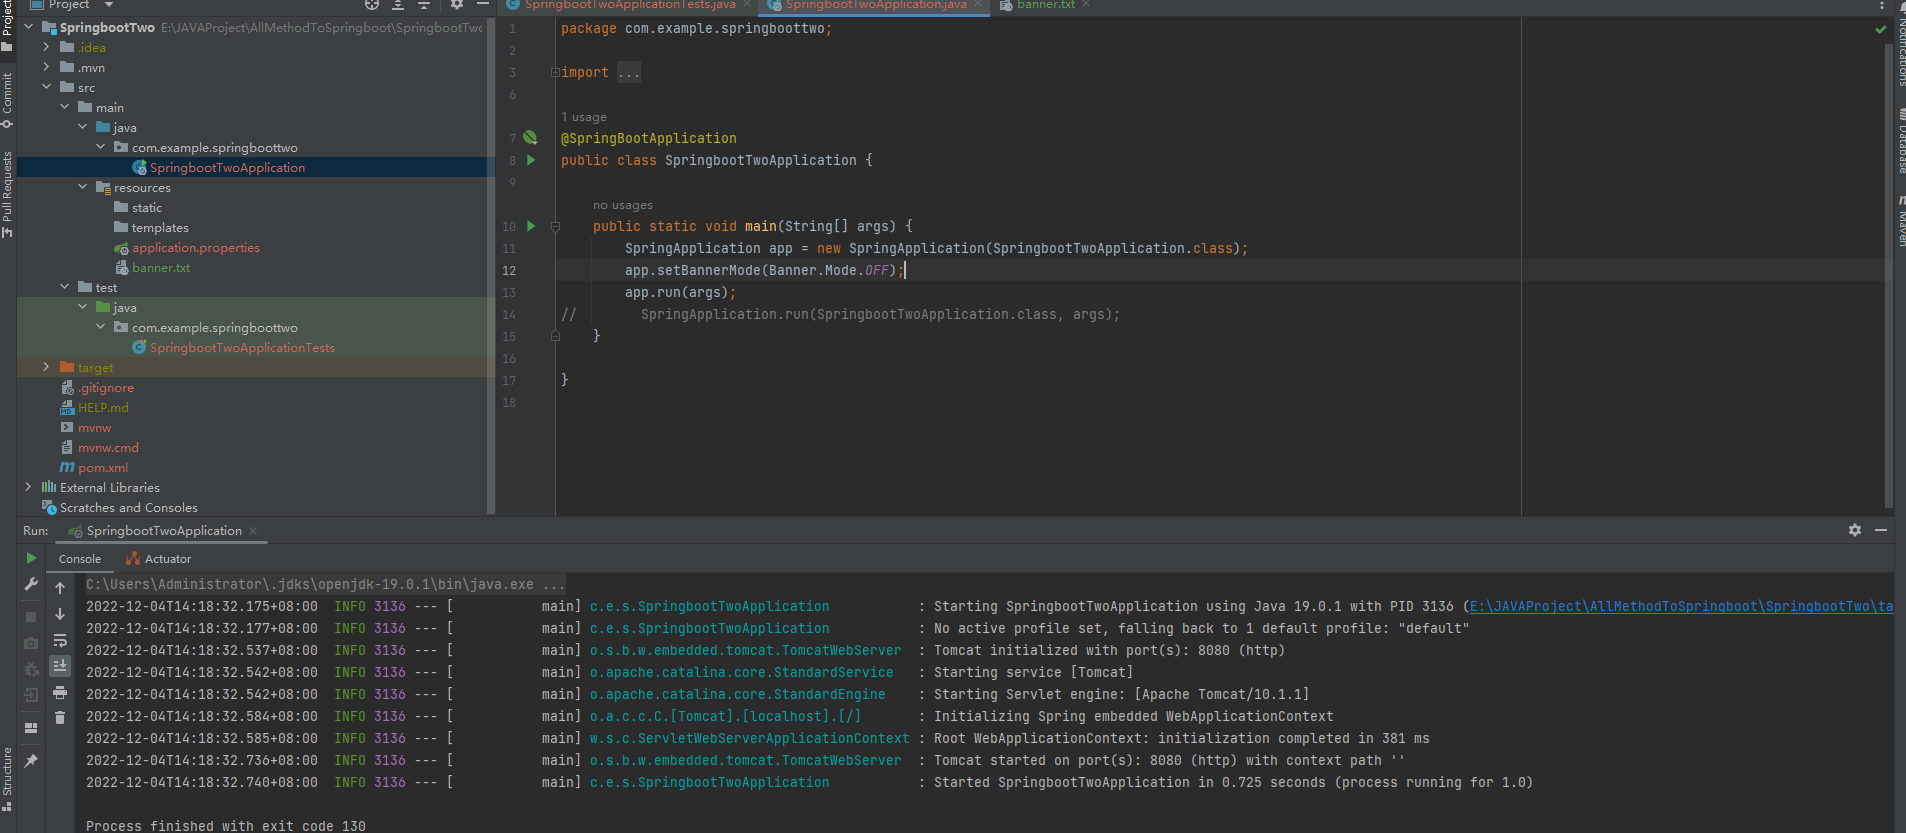 Project
SpringbootTwoApplicationTests.java
SpringbootTwoApplication.java
banner.txt
Project
Commit
Pull Requests
Structure
SpringbootTwo E:\JAVAProject\AllMethodToSpringboot\SpringbootTwo
.idea
.mvn
src
main
java
com.example.springboottwo
SpringbootTwoApplication
resources
static
templates
application.properties
banner.txt
test
java
com.example.springboottwo
SpringbootTwoApplicationTests
target
.gitignore
HELP.md
mvnw
mvnw.cmd
pom.xml
External Libraries
Scratches and Consoles
1 package com.example.springboottwo;
2
3 import ...
6
1 usage
7 @SpringBootApplication
8 public class SpringbootTwoApplication {
9
no usages
10 public static void main(String[] args) {
11 SpringApplication app = new SpringApplication(SpringbootTwoApplication.class);
12 app.setBannerMode(Banner.Mode.OFF);
13 app.run(args);
14 // SpringApplication.run(SpringbootTwoApplication.class, args);
15 }
16
17 }
18
Notifications
Database
Maven
Run: SpringbootTwoApplication
Console Actuator
C:\Users\Administrator\.jdks\openjdk-19.0.1\bin\java.exe ...
2022-12-04T14:18:32.175+08:00 INFO 3136 --- [ main] c.e.s.SpringbootTwoApplication : Starting SpringbootTwoApplication using Java 19.0.1 with PID 3136 (E:\JAVAProject\AllMethodToSpringboot\SpringbootTwo\ta
2022-12-04T14:18:32.177+08:00 INFO 3136 --- [ main] c.e.s.SpringbootTwoApplication : No active profile set, falling back to 1 default profile: "default"
2022-12-04T14:18:32.537+08:00 INFO 3136 --- [ main] o.s.b.w.embedded.tomcat.TomcatWebServer : Tomcat initialized with port(s): 8080 (http)
2022-12-04T14:18:32.542+08:00 INFO 3136 --- [ main] o.apache.catalina.core.StandardService : Starting service [Tomcat]
2022-12-04T14:18:32.542+08:00 INFO 3136 --- [ main] o.apache.catalina.core.StandardEngine : Starting Servlet engine: [Apache Tomcat/10.1.1]
2022-12-04T14:18:32.584+08:00 INFO 3136 --- [ main] o.a.c.c.C.[Tomcat].[localhost].[/] : Initializing Spring embedded WebApplicationContext
2022-12-04T14:18:32.585+08:00 INFO 3136 --- [ main] w.s.c.ServletWebServerApplicationContext : Root WebApplicationContext: initialization completed in 381 ms
2022-12-04T14:18:32.736+08:00 INFO 3136 --- [ main] o.s.b.w.embedded.tomcat.TomcatWebServer : Tomcat started on port(s): 8080 (http) with context path ''
2022-12-04T14:18:32.740+08:00 INFO 3136 --- [ main] c.e.s.SpringbootTwoApplication : Started SpringbootTwoApplication in 0.725 seconds (process running for 1.0)
Process finished with exit code 130